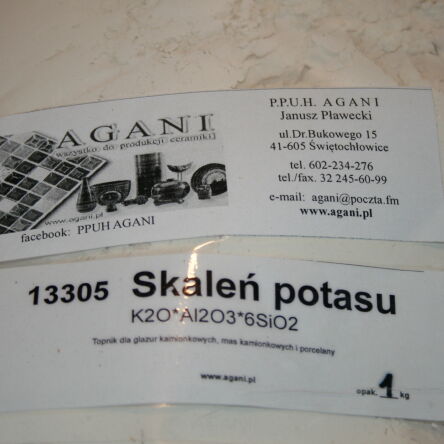 AGANI
wszystko do produkcji ceramiki
www.agani.pl
facebook: PPUH AGANI
P.P.U.H. AGANI
Janusz Pławecki
ul.Dr.Bukowego 15
41-605 Świętochłowice
tel. 602-234-276
tel./fax. 32 245-60-99
e-mail: agani@poczta.fm
www.agani.pl
13305 Skaleń potasu
K2O*Al2O3*6SiO2
Topnik dla glazur kamionkowych, mas kamionkowych i porcelany
www.agani.pl
opak. 1 kg